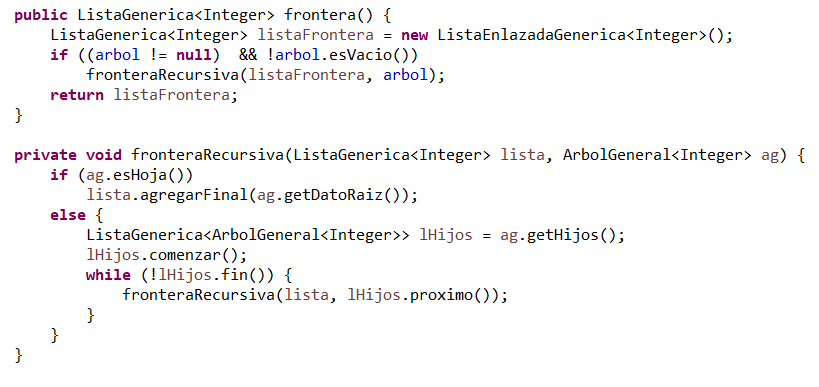 public ListaGenerica<Integer> frontera() {
    ListaGenerica<Integer> listaFrontera = new ListaEnlazadaGenerica<Integer>();
    if ((arbol != null)  && !arbol.esVacio())
        fronteraRecursiva(listaFrontera, arbol);
    return listaFrontera;
}

private void fronteraRecursiva(ListaGenerica<Integer> lista, ArbolGeneral<Integer> ag) {
    if (ag.esHoja())
        lista.agregarFinal(ag.getDatoRaiz());
    else {
        ListaGenerica<ArbolGeneral<Integer>> lHijos = ag.getHijos();
        lHijos.comenzar();
        while (!lHijos.fin()) {
            fronteraRecursiva(lista, lHijos.proximo());
        }
    }
}